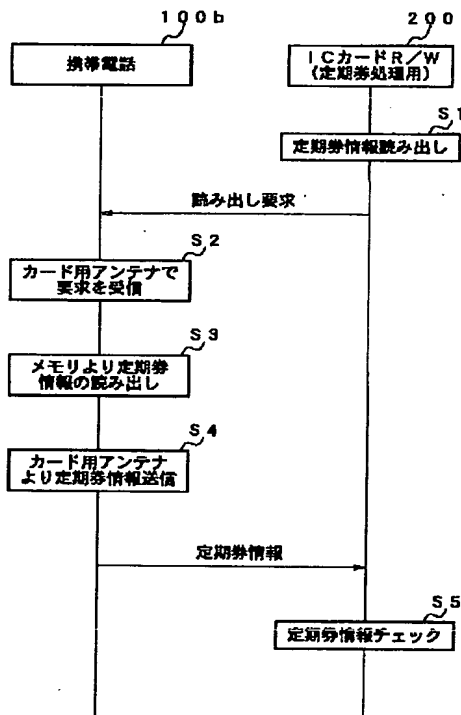 100b
200
携帯電話
ICカードR/W
(定期券処理用)
S1
定期券情報読み出し
読み出し要求
S2
カード用アンテナで
要求を受信
S3
メモリより定期券
情報の読み出し
S4
カード用アンテナ
より定期券情報送信
定期券情報
S5
定期券情報チェック